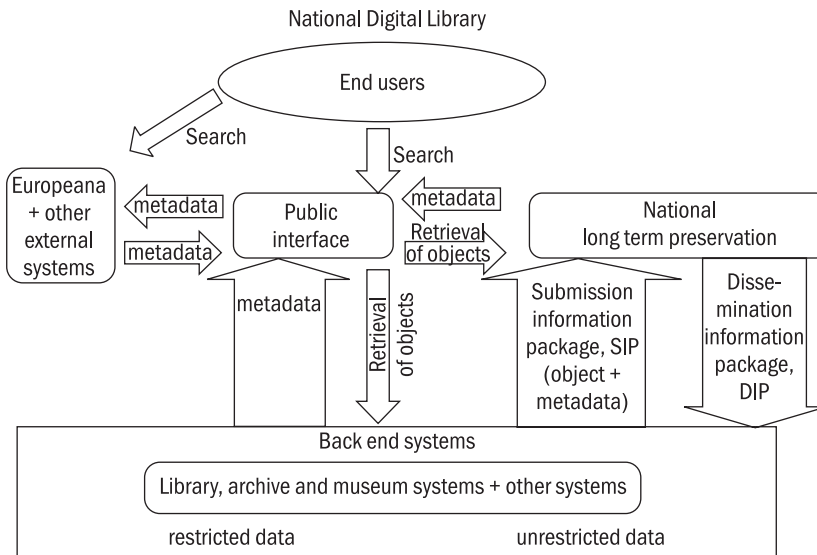 National Digital Library
End users
Search
Search
Europeana
+ other
external
systems
metadata
metadata
Public
interface
metadata
Retrieval
of objects
National
long term preservation
metadata
Retrieval
of objects
Submission
information
package, SIP
(object +
metadata)
Disse-
mination
information
package,
DIP
Back end systems
Library, archive and museum systems + other systems
restricted data
unrestricted data